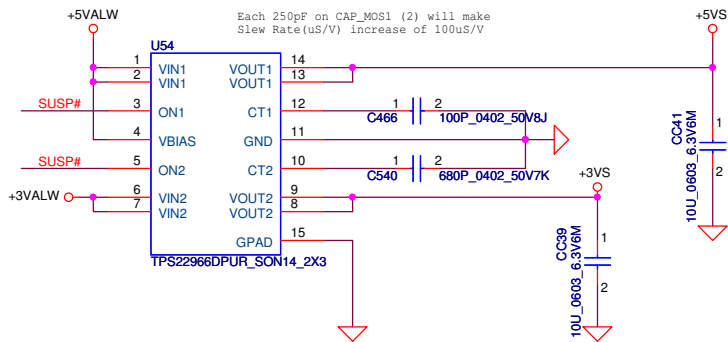 Each 250pF on CAP_MOS1 (2) will make
Slew Rate(uS/V) increase of 100uS/V
+5VALW
+5VS
U54
1 VIN1 VOUT1 14
2 VIN1 VOUT1 13
SUSP# 3 ON1 CT1 12
C466 1 2 100P_0402_50V8J
4 VBIAS GND 11
SUSP# 5 ON2 CT2 10
C540 1 2 680P_0402_50V7K
+3VALW 6 VIN2 VOUT2 9
7 VIN2 VOUT2 8
+3VS
GPAD 15
TPS22966DPUR_SON14_2X3
CC41
10U_0603_6.3V6M
1
2
CC39
10U_0603_6.3V6M
1
2